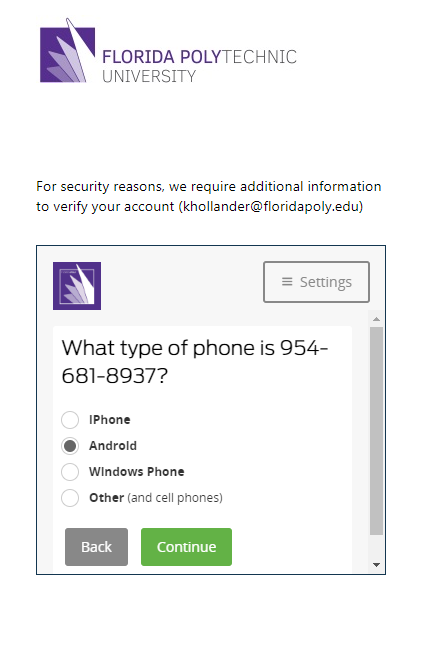 FLORIDA POLYTECHNIC
UNIVERSITY
For security reasons, we require additional information
to verify your account (khollander@floridapoly.edu)
≡ Settings
What type of phone is 954-
681-8937?
iPhone
Android
Windows Phone
Other (and cell phones)
Back
Continue